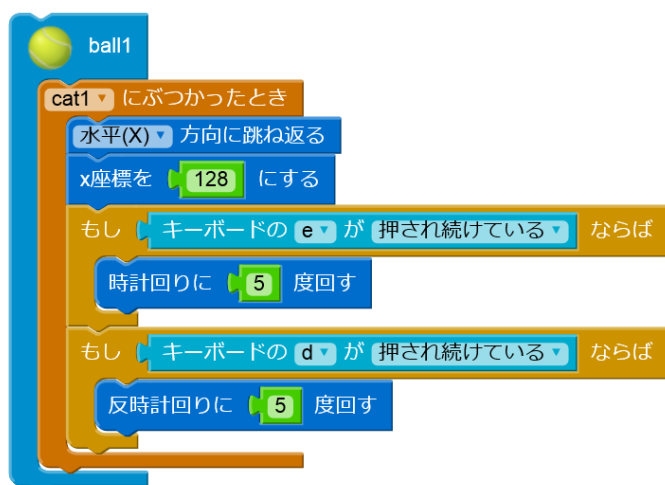 ball1
cat1 にぶつかったとき
水平(X) 方向に跳ね返る
x座標を 128 にする
もし キーボードの e が 押され続けている ならば
時計回りに 5 度回す
もし キーボードの d が 押され続けている ならば
反時計回りに 5 度回す